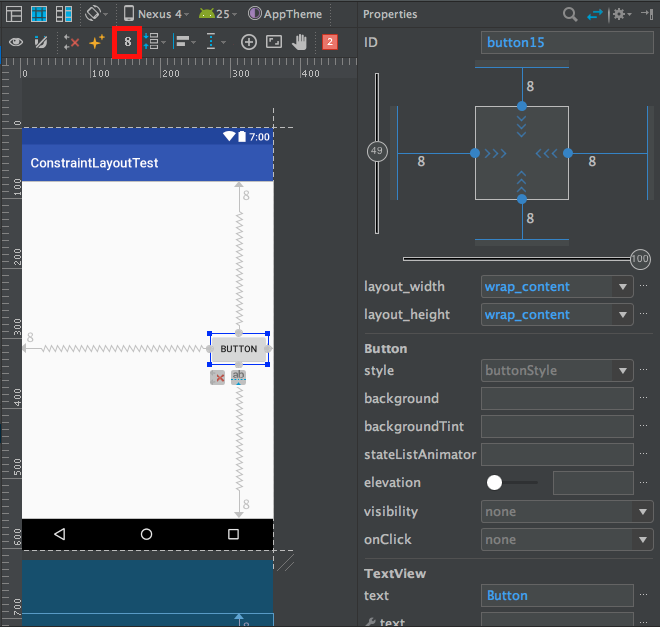 Nexus 4
25
AppTheme
Properties
8
2
ID
button15
0
100
200
300
400
8
0
100
200
300
400
500
600
700
7:00
ConstraintLayoutTest
8
8
BUTTON
ab
8
49
8
8
8
100
layout_width
wrap_content
layout_height
wrap_content
Button
style
buttonStyle
background
backgroundTint
stateListAnimator
elevation
visibility
none
onClick
none
TextView
text
Button
text